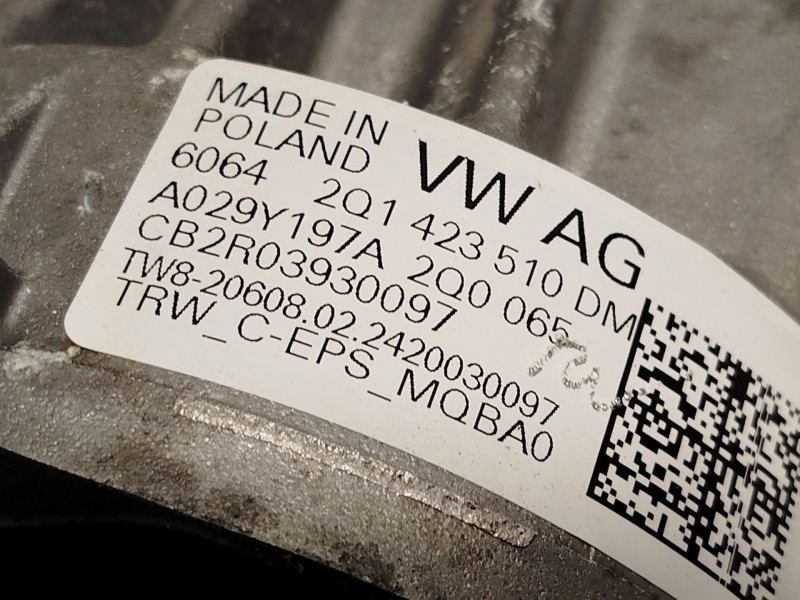 MADE IN
POLAND VW AG
6064 2Q1 423 510 DM
A029Y197A 2Q0 065
CB2R03930097
TW8-20608.02.2420030097
TRW_C-EPS_MQBA0